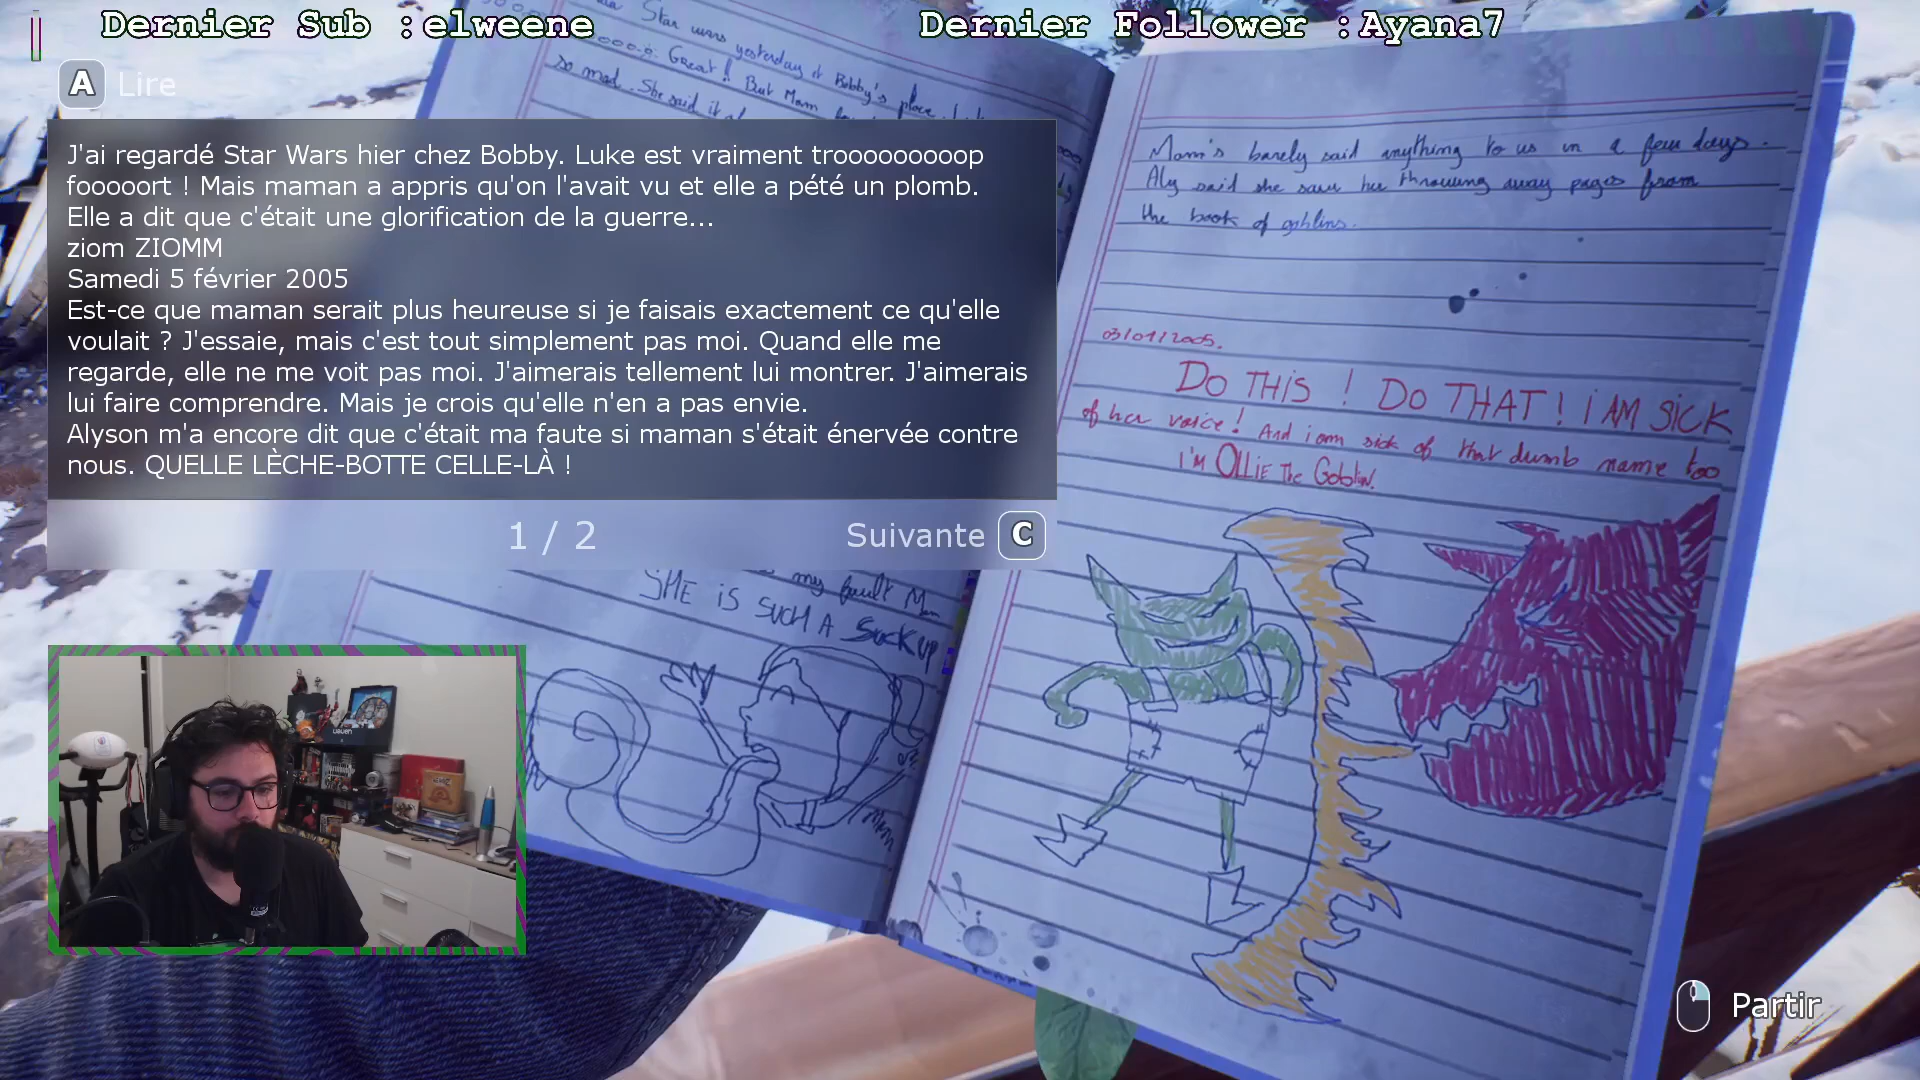 Dernier Sub : elweene
Dernier Follower : Ayana7
A Lire
J'ai regardé Star Wars hier chez Bobby. Luke est vraiment trooooooooop
fooooort ! Mais maman a appris qu'on l'avait vu et elle a pété un plomb.
Elle a dit que c'était une glorification de la guerre...
ziom ZIOMM
Samedi 5 février 2005
Est-ce que maman serait plus heureuse si je faisais exactement ce qu'elle
voulait ? J'essaie, mais c'est tout simplement pas moi. Quand elle me
regarde, elle ne me voit pas moi. J'aimerais tellement lui montrer. J'aimerais
lui faire comprendre. Mais je crois qu'elle n'en a pas envie.
Alyson m'a encore dit que c'était ma faute si maman s'était énervée contre
nous. QUELLE LÈCHE-BOTTE CELLE-LÀ !
1 / 2
Suivante C
Star wars yesterday at Bobby's place.
Great! But Mom
so mad. She said it
my fault Mom
SHE is SUCH A SUCK UP
Mom's barely said anything to us in a few days.
Aly said she saw her throwing away pages from
the book of goblins.
03/01/2005.
DO THIS ! DO THAT! I AM SICK
of her voice! And i am sick of that dumb name too
I'M OLLIE The Goblin!
Partir